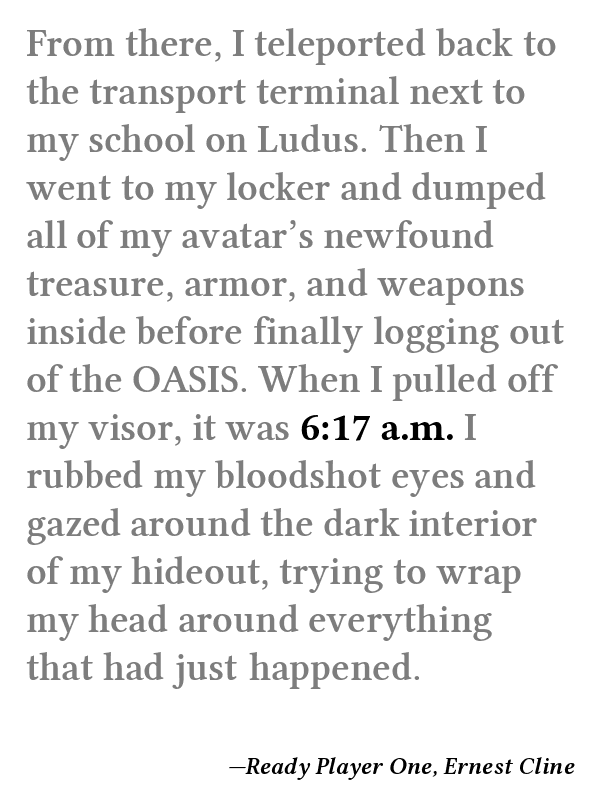 From there, I teleported back to
the transport terminal next to
my school on Ludus. Then I
went to my locker and dumped
all of my avatar’s newfound
treasure, armor, and weapons
inside before finally logging out
of the OASIS. When I pulled off
my visor, it was 6:17 a.m. I
rubbed my bloodshot eyes and
gazed around the dark interior
of my hideout, trying to wrap
my head around everything
that had just happened.
—Ready Player One, Ernest Cline